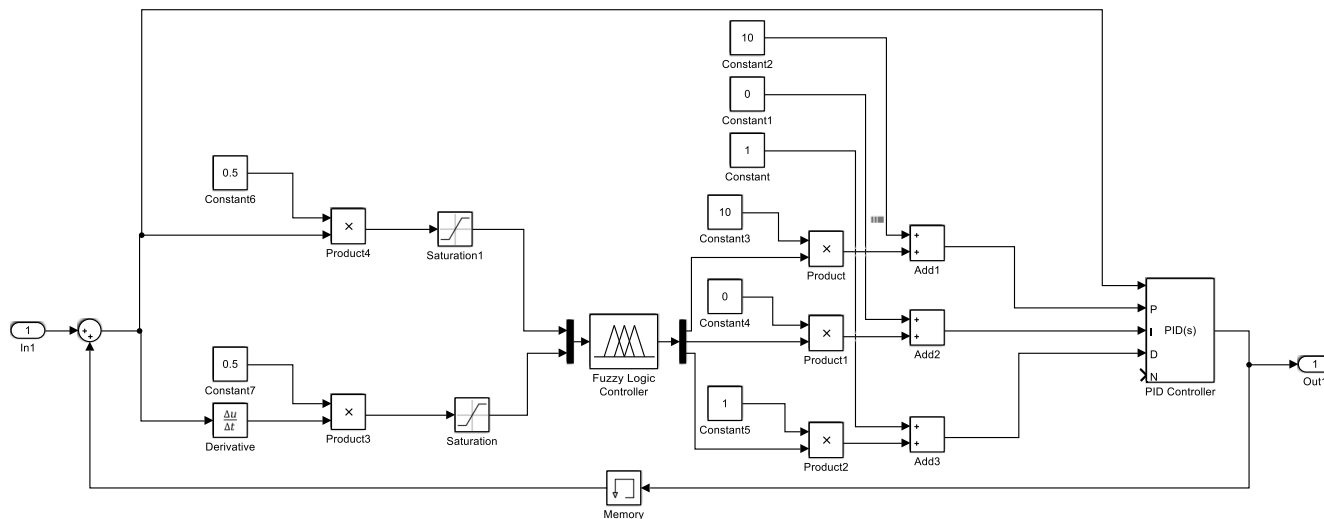 10
Constant2
0
Constant1
1
Constant
0.5
Constant6
×
Product4
Saturation1
10
Constant3
×
Product
+
+
Add1
0
Constant4
×
Product1
+
+
Add2
1
In1
+
+
Fuzzy Logic
Controller
P
I
D
N
PID(s)
PID Controller
1
Out1
0.5
Constant7
Δu
Δt
Derivative
×
Product3
Saturation
1
Constant5
×
Product2
+
+
Add3
Memory